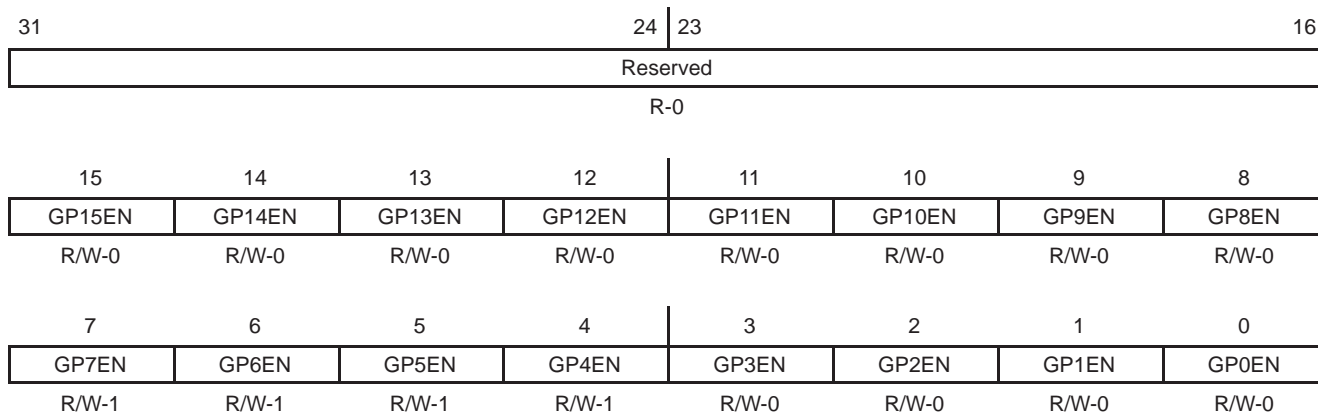 31 24 23 16
Reserved
R-0
15 14 13 12 11 10 9 8
GP15EN GP14EN GP13EN GP12EN GP11EN GP10EN GP9EN GP8EN
R/W-0 R/W-0 R/W-0 R/W-0 R/W-0 R/W-0 R/W-0 R/W-0
7 6 5 4 3 2 1 0
GP7EN GP6EN GP5EN GP4EN GP3EN GP2EN GP1EN GP0EN
R/W-1 R/W-1 R/W-1 R/W-1 R/W-0 R/W-0 R/W-0 R/W-0